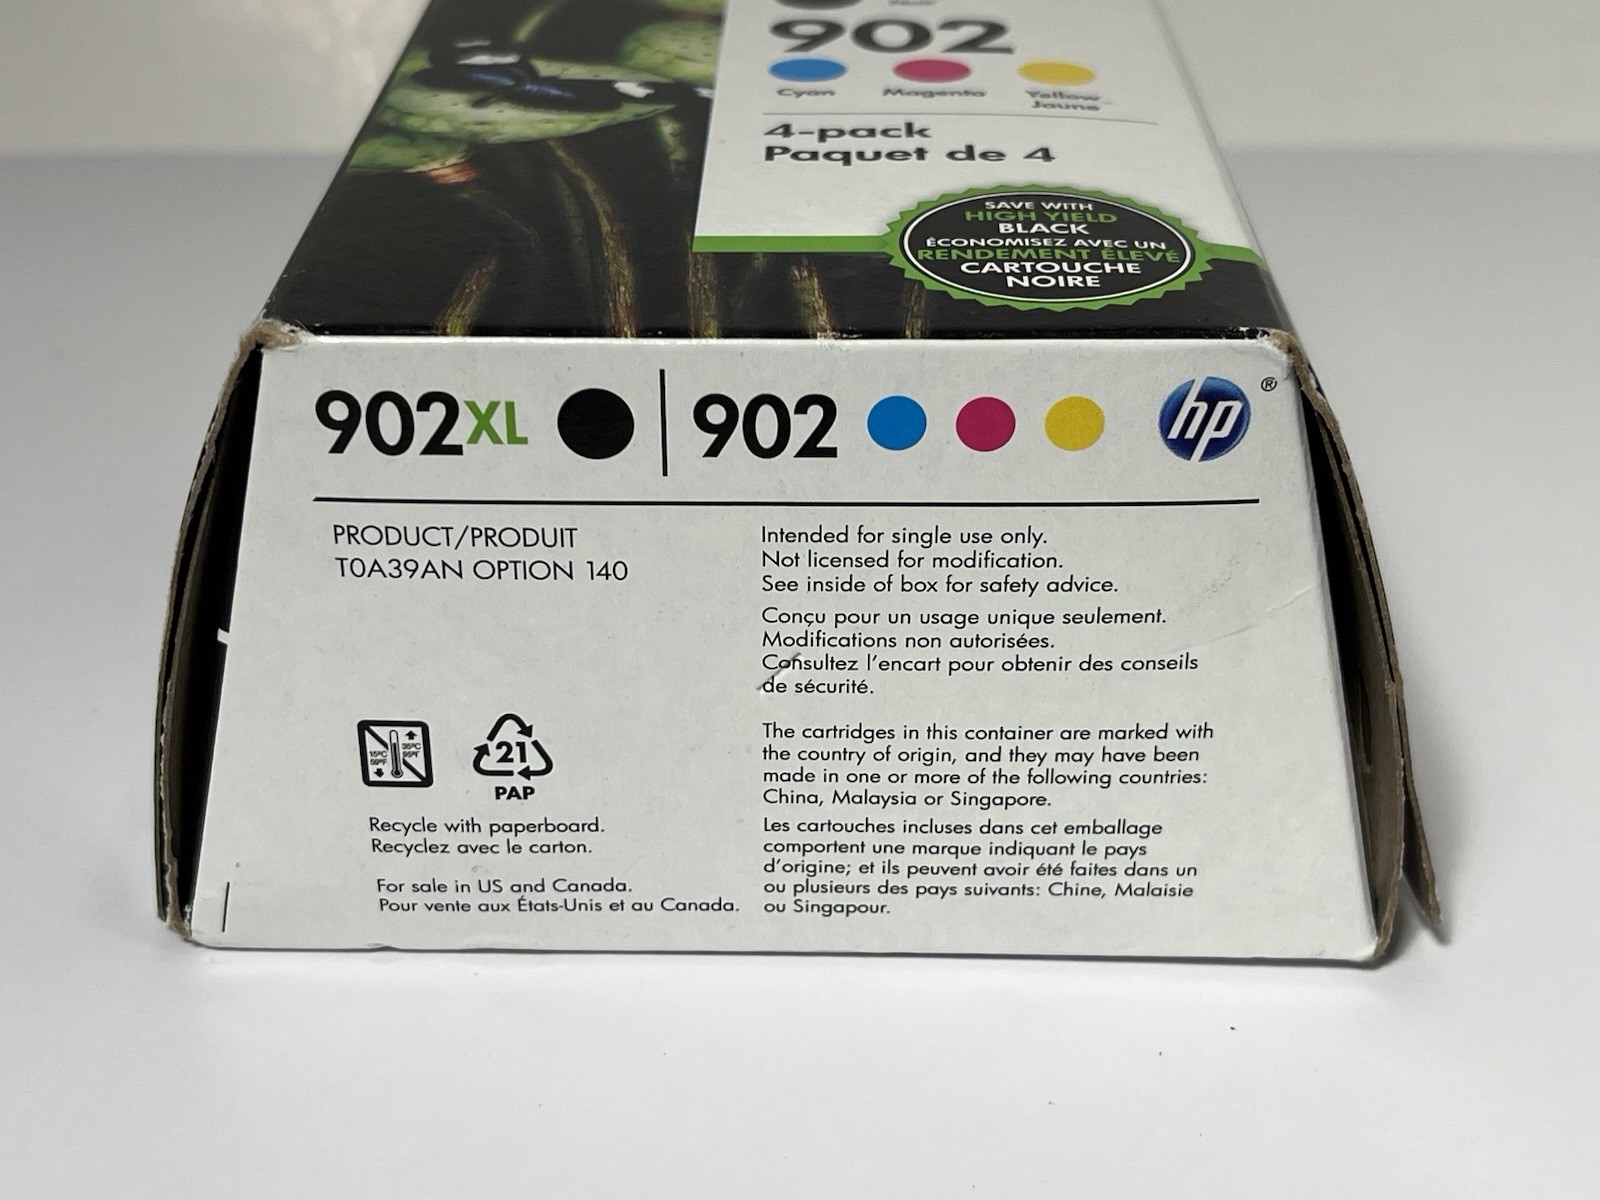 902
Cyan Magenta Yellow-
Jaune
4-pack
Paquet de 4
SAVE WITH
HIGH YIELD
BLACK
ÉCONOMISEZ AVEC UN
RENDEMENT ÉLEVÉ
CARTOUCHE
NOIRE
902XL 902 hp ®
PRODUCT/PRODUIT
T0A39AN OPTION 140
Intended for single use only.
Not licensed for modification.
See inside of box for safety advice.
Conçu pour un usage unique seulement.
Modifications non autorisées.
Consultez l'encart pour obtenir des conseils
de sécurité.
15ºC 35ºC
59ºF 95ºF
21
PAP
Recycle with paperboard.
Recyclez avec le carton.
For sale in US and Canada.
Pour vente aux États-Unis et au Canada.
The cartridges in this container are marked with
the country of origin, and they may have been
made in one or more of the following countries:
China, Malaysia or Singapore.
Les cartouches incluses dans cet emballage
comportent une marque indiquant le pays
d'origine; et ils peuvent avoir été faites dans un
ou plusieurs des pays suivants: Chine, Malaisie
ou Singapour.